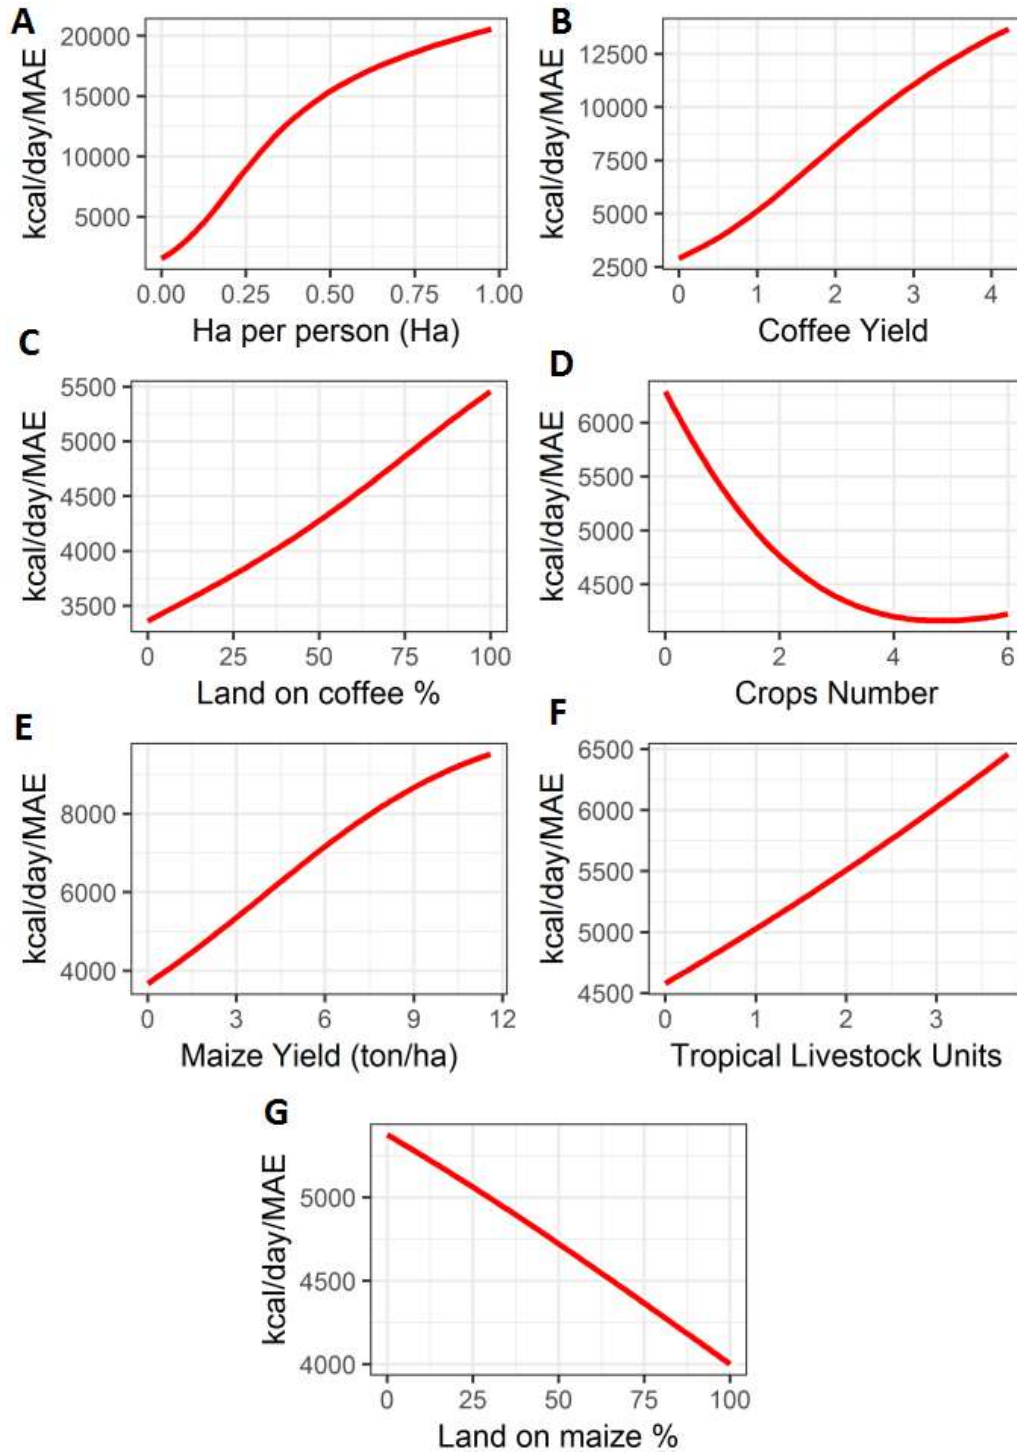 A
kcal/day/MAE
20000
15000
10000
5000
0.00 0.25 0.50 0.75 1.00
Ha per person (Ha)
B
kcal/day/MAE
12500
10000
7500
5000
2500
0 1 2 3 4
Coffee Yield
C
kcal/day/MAE
5500
5000
4500
4000
3500
0 25 50 75 100
Land on coffee %
D
kcal/day/MAE
6000
5500
5000
4500
0 2 4 6
Crops Number
E
kcal/day/MAE
8000
6000
4000
0 3 6 9 12
Maize Yield (ton/ha)
F
kcal/day/MAE
6500
6000
5500
5000
4500
0 1 2 3
Tropical Livestock Units
G
kcal/day/MAE
5000
4500
4000
0 25 50 75 100
Land on maize %